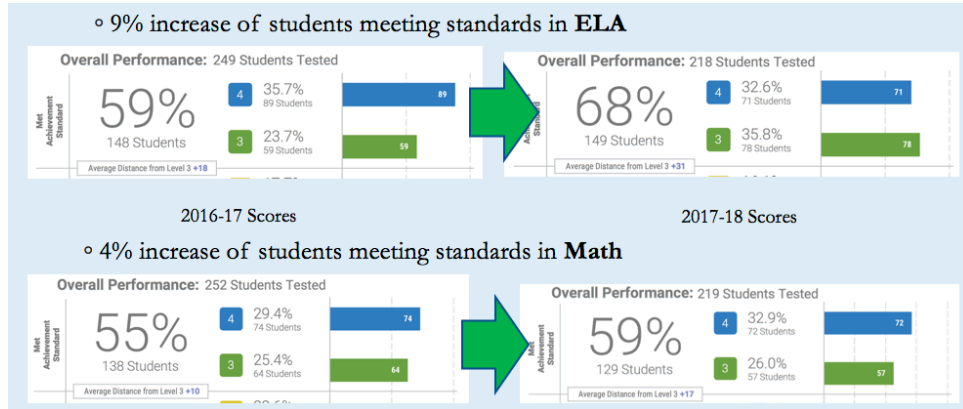 ◦ 9% increase of students meeting standards in ELA
Overall Performance: 249 Students Tested
Met Achievement Standard
59%
148 Students
4 35.7%
89 Students
89
3 23.7%
59 Students
59
Average Distance from Level 3 +18
Overall Performance: 218 Students Tested
68%
149 Students
4 32.6%
71 Students
71
3 35.8%
78 Students
78
Average Distance from Level 3 +31
2016-17 Scores
2017-18 Scores
◦ 4% increase of students meeting standards in Math
Overall Performance: 252 Students Tested
Met Achievement Standard
55%
138 Students
4 29.4%
74 Students
74
3 25.4%
64 Students
64
Average Distance from Level 3 +10
Overall Performance: 219 Students Tested
Achievement Standard
59%
129 Students
4 32.9%
72 Students
72
3 26.0%
57 Students
57
Average Distance from Level 3 +17